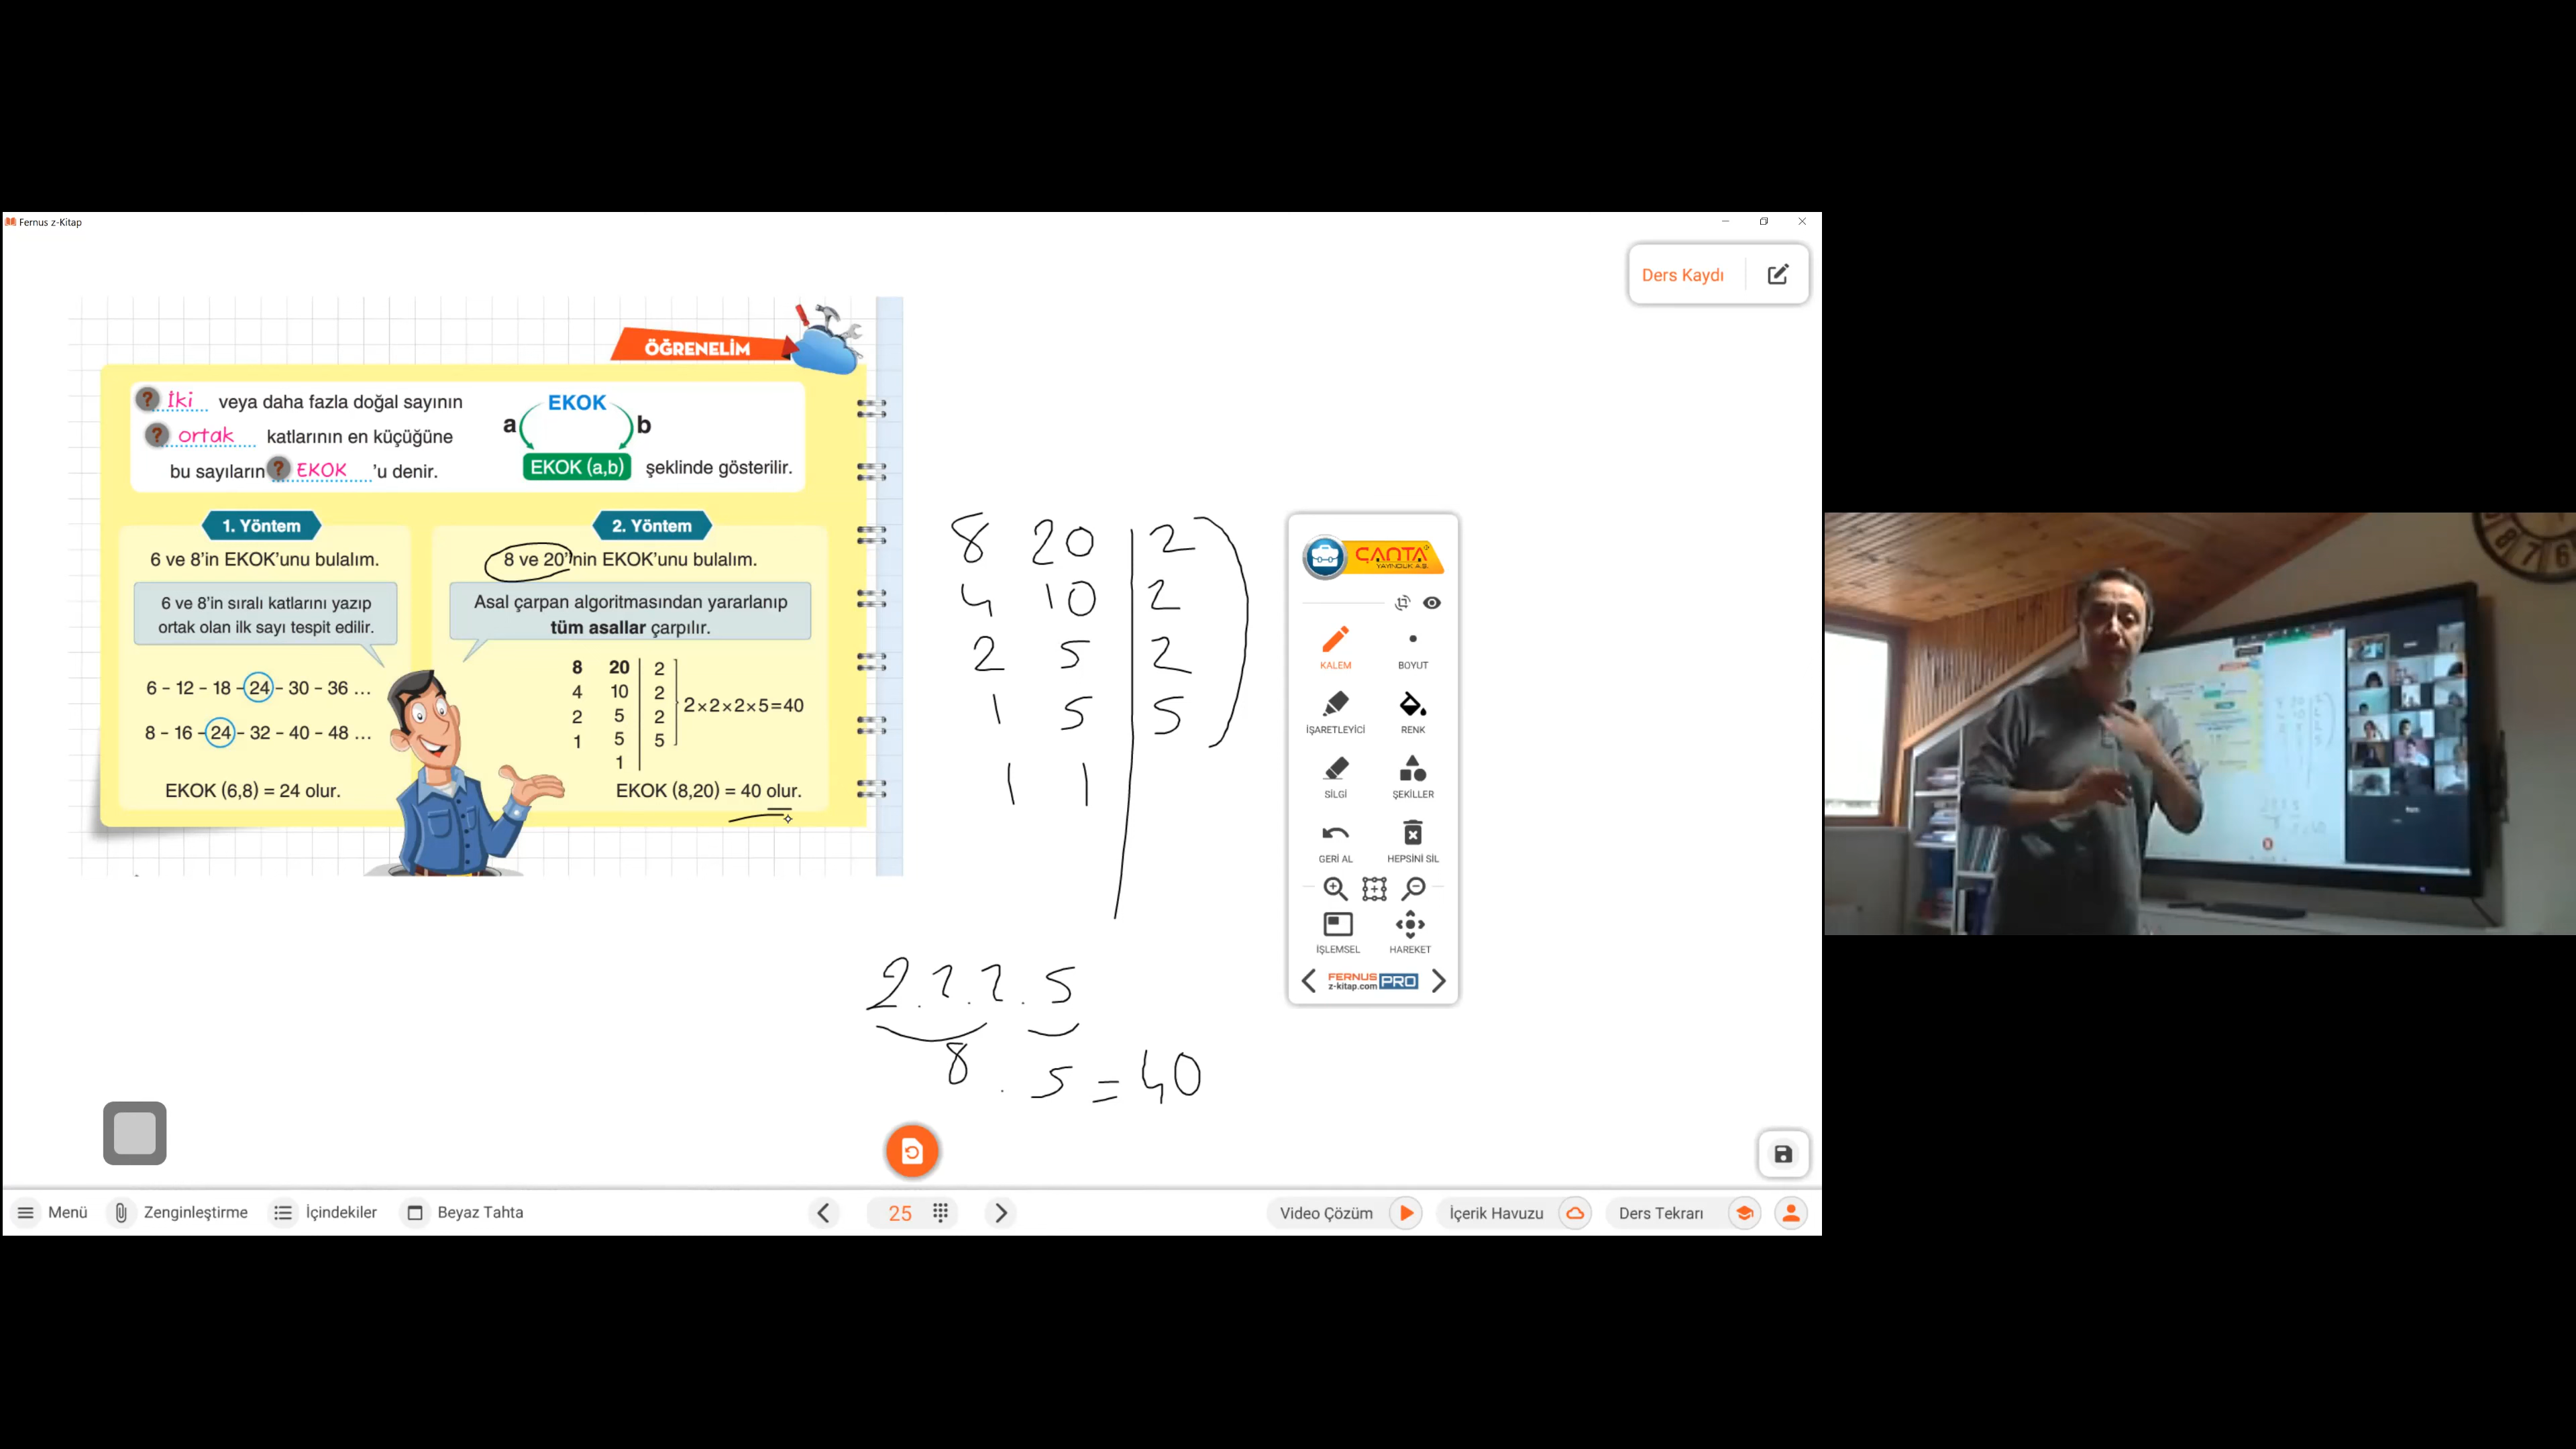 Fernus z-Kitap
Ders Kaydı
ÖĞRENELİM
? İki veya daha fazla doğal sayının
? ortak katlarının en küçüğüne
bu sayıların ? EKOK 'u denir.
EKOK
a b
EKOK (a,b) şeklinde gösterilir.
1. Yöntem
6 ve 8'in EKOK'unu bulalım.
6 ve 8'in sıralı katlarını yazıp
ortak olan ilk sayı tespit edilir.
6 – 12 – 18 – 24 – 30 – 36 ...
8 – 16 – 24 – 32 – 40 – 48 ...
EKOK (6,8) = 24 olur.
2. Yöntem
8 ve 20'nin EKOK'unu bulalım.
Asal çarpan algoritmasından yararlanıp
tüm asallar çarpılır.
8 20 2
4 10 2
2 5 2
1 5 5
1
2×2×2×5=40
EKOK (8,20) = 40 olur.
8 20 2
4 10 2
2 5 2
1 5 5
1 1
2.2.2.5
8 . 5 = 40
ÇANTA
YAYINCILIK A.Ş.
KALEM BOYUT
İŞARETLEYİCİ RENK
SİLGİ ŞEKİLLER
GERİ AL HEPSİNİ SİL
İŞLEMSEL HAREKET
FERNUS
z-kitap.com PRO
Menü Zenginleştirme İçindekiler Beyaz Tahta 25 Video Çözüm İçerik Havuzu Ders Tekrarı